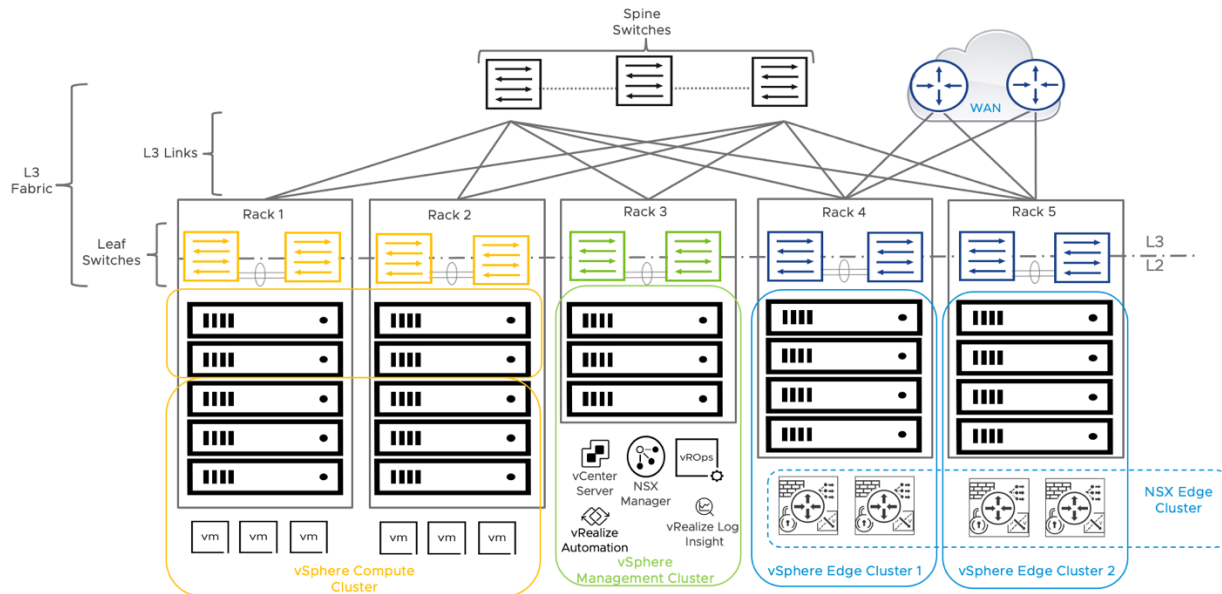 Spine
Switches
WAN
L3
Fabric
L3 Links
Leaf
Switches
Rack 1
Rack 2
Rack 3
Rack 4
Rack 5
L3
L2
vCenter
Server
NSX
Manager
vROps
vRealize
Automation
vRealize Log
Insight
vm
vm
vm
vm
vm
vm
NSX Edge
Cluster
vSphere Compute
Cluster
vSphere
Management Cluster
vSphere Edge Cluster 1
vSphere Edge Cluster 2